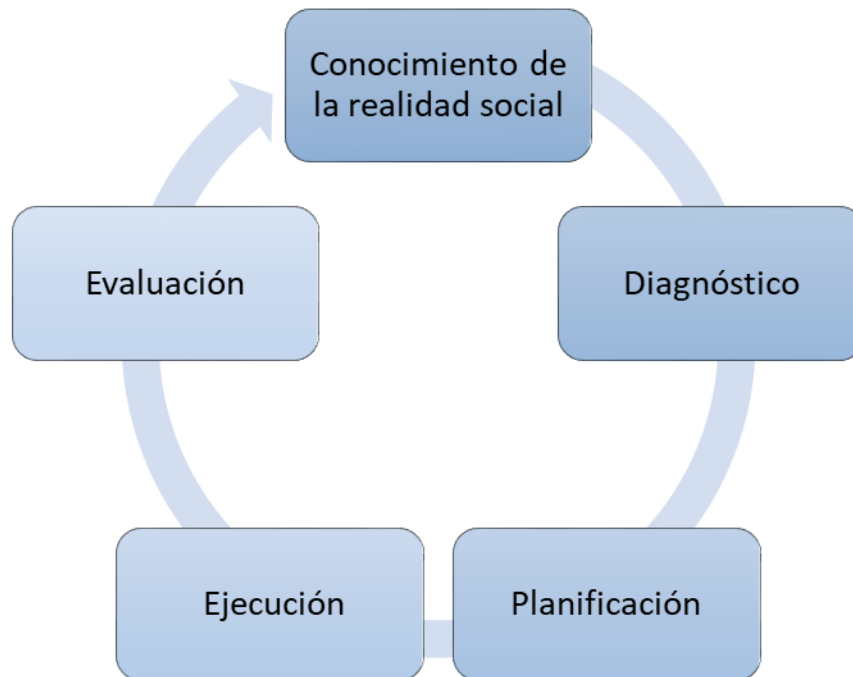 Conocimiento de
la realidad social
Diagnóstico
Planificación
Ejecución
Evaluación